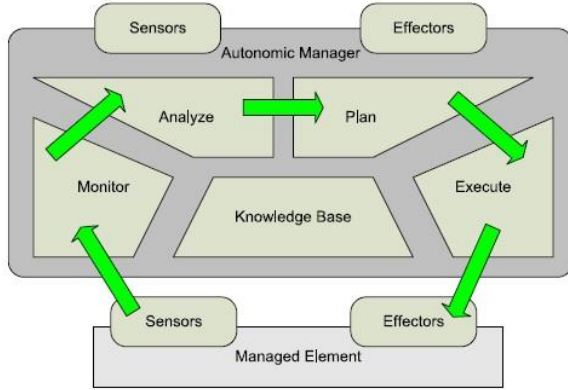 Sensors
Effectors
Autonomic Manager
Analyze
Plan
Monitor
Execute
Knowledge Base
Sensors
Effectors
Managed Element